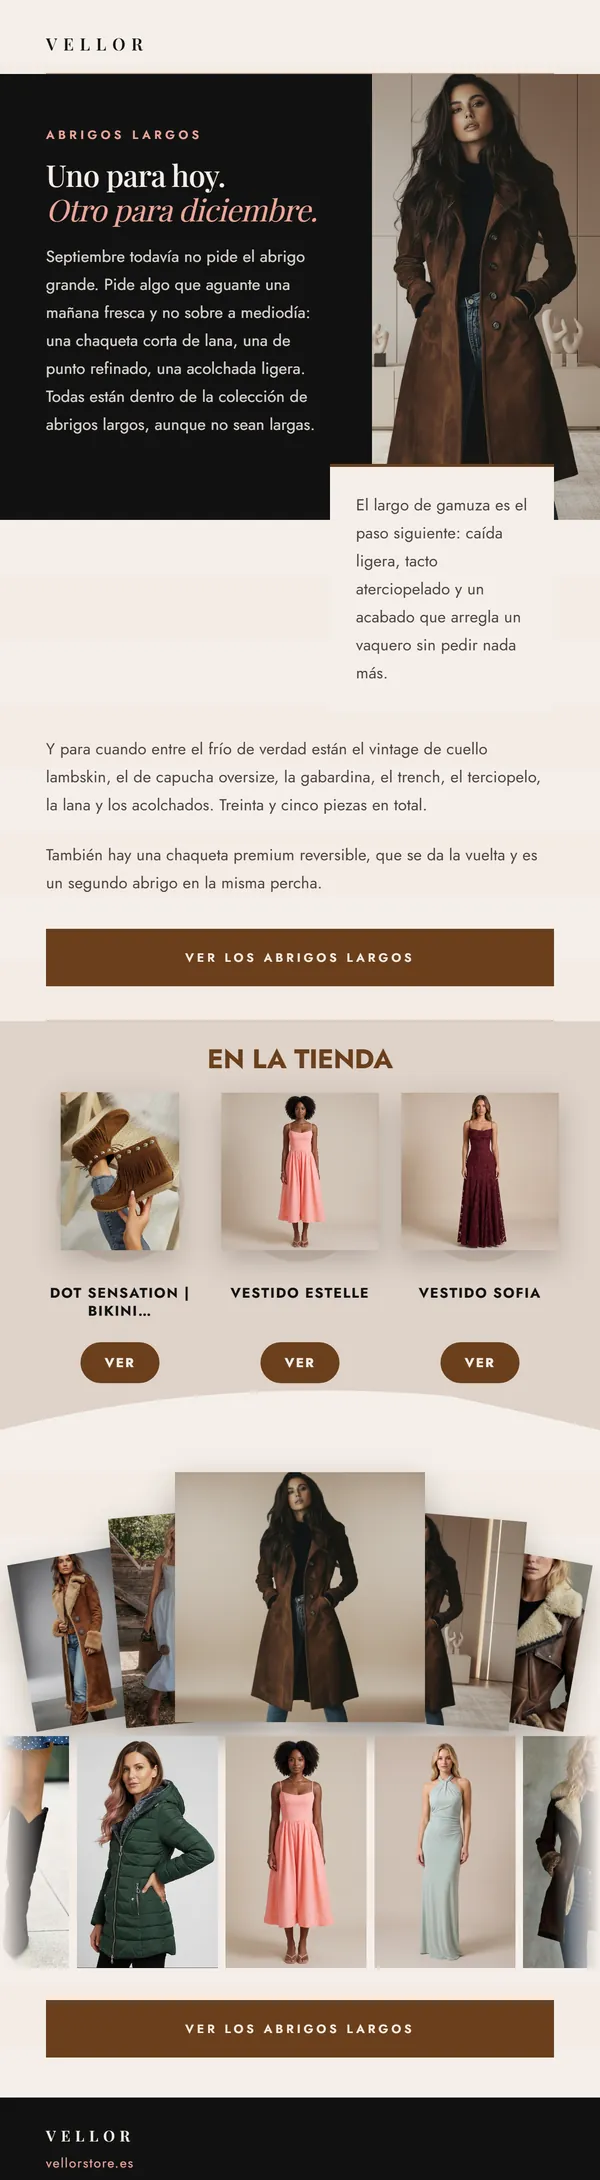 VELLOR
ABRIGOS LARGOS
Uno para hoy.
Otro para diciembre.
Septiembre todavía no pide el abrigo
grande. Pide algo que aguante una
mañana fresca y no sobre a mediodía:
una chaqueta corta de lana, una de
punto refinado, una acolchada ligera.
Todas están dentro de la colección de
abrigos largos, aunque no sean largas.
El largo de gamuza es el
paso siguiente: caída
ligera, tacto
aterciopelado y un
acabado que arregla un
vaquero sin pedir nada
más.
Y para cuando entre el frío de verdad están el vintage de cuello
lambskin, el de capucha oversize, la gabardina, el trench, el terciopelo,
la lana y los acolchados. Treinta y cinco piezas en total.
También hay una chaqueta premium reversible, que se da la vuelta y es
un segundo abrigo en la misma percha.
VER LOS ABRIGOS LARGOS
EN LA TIENDA
DOT SENSATION |
BIKINI...
VESTIDO ESTELLE
VESTIDO SOFIA
VER
VER
VER
VER LOS ABRIGOS LARGOS
VELLOR
vellorstore.es